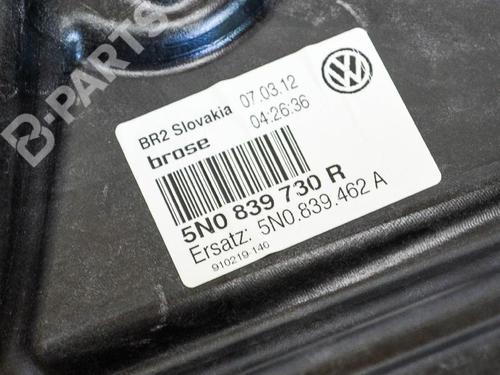 B-PARTS
BR2 Slovakia 07.03.12
brose 04:26:36
5N0 839 730 R
Ersatz: 5N0.839.462 A
910219-140